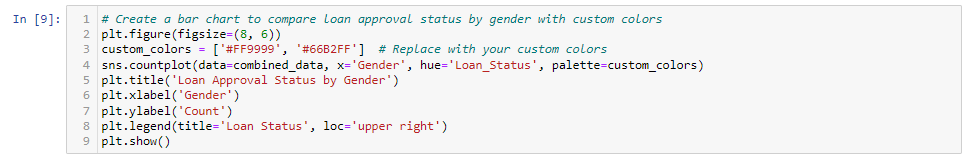 In [9]:
1 # Create a bar chart to compare loan approval status by gender with custom colors
2 plt.figure(figsize=(8, 6))
3 custom_colors = ['#FF9999', '#66B2FF']  # Replace with your custom colors
4 sns.countplot(data=combined_data, x='Gender', hue='Loan_Status', palette=custom_colors)
5 plt.title('Loan Approval Status by Gender')
6 plt.xlabel('Gender')
7 plt.ylabel('Count')
8 plt.legend(title='Loan Status', loc='upper right')
9 plt.show()